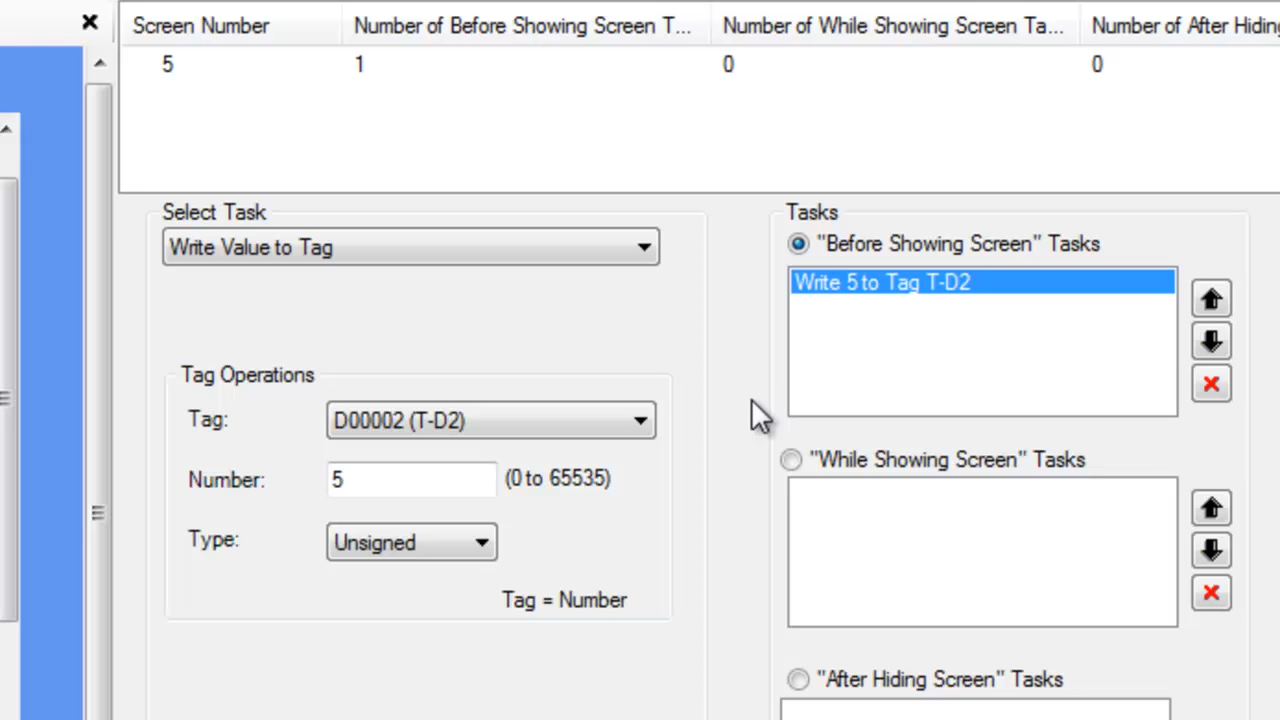 Screen Number Number of Before Showing Screen T... Number of While Showing Screen Ta... Number of After Hiding
5 1 0 0
Select Task
Write Value to Tag
Tag Operations
Tag: D00002 (T-D2)
Number: 5 (0 to 65535)
Type: Unsigned
Tag = Number
Tasks
"Before Showing Screen" Tasks
Write 5 to Tag T-D2
"While Showing Screen" Tasks
"After Hiding Screen" Tasks